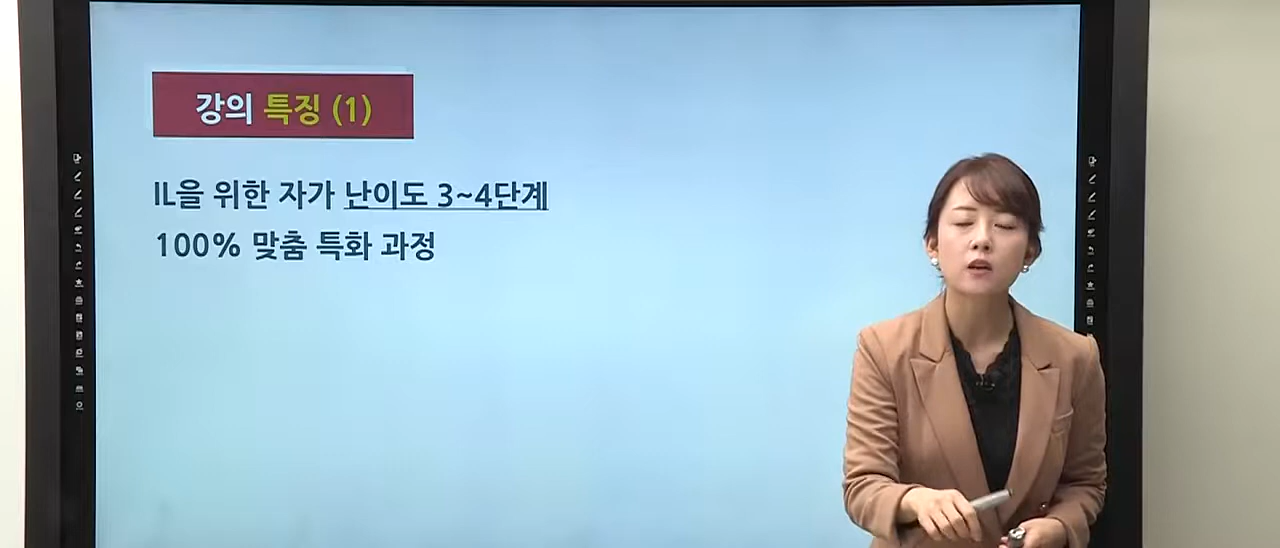 강의 특징 (1)
IL을 위한 자가 난이도 3~4단계
100% 맞춤 특화 과정